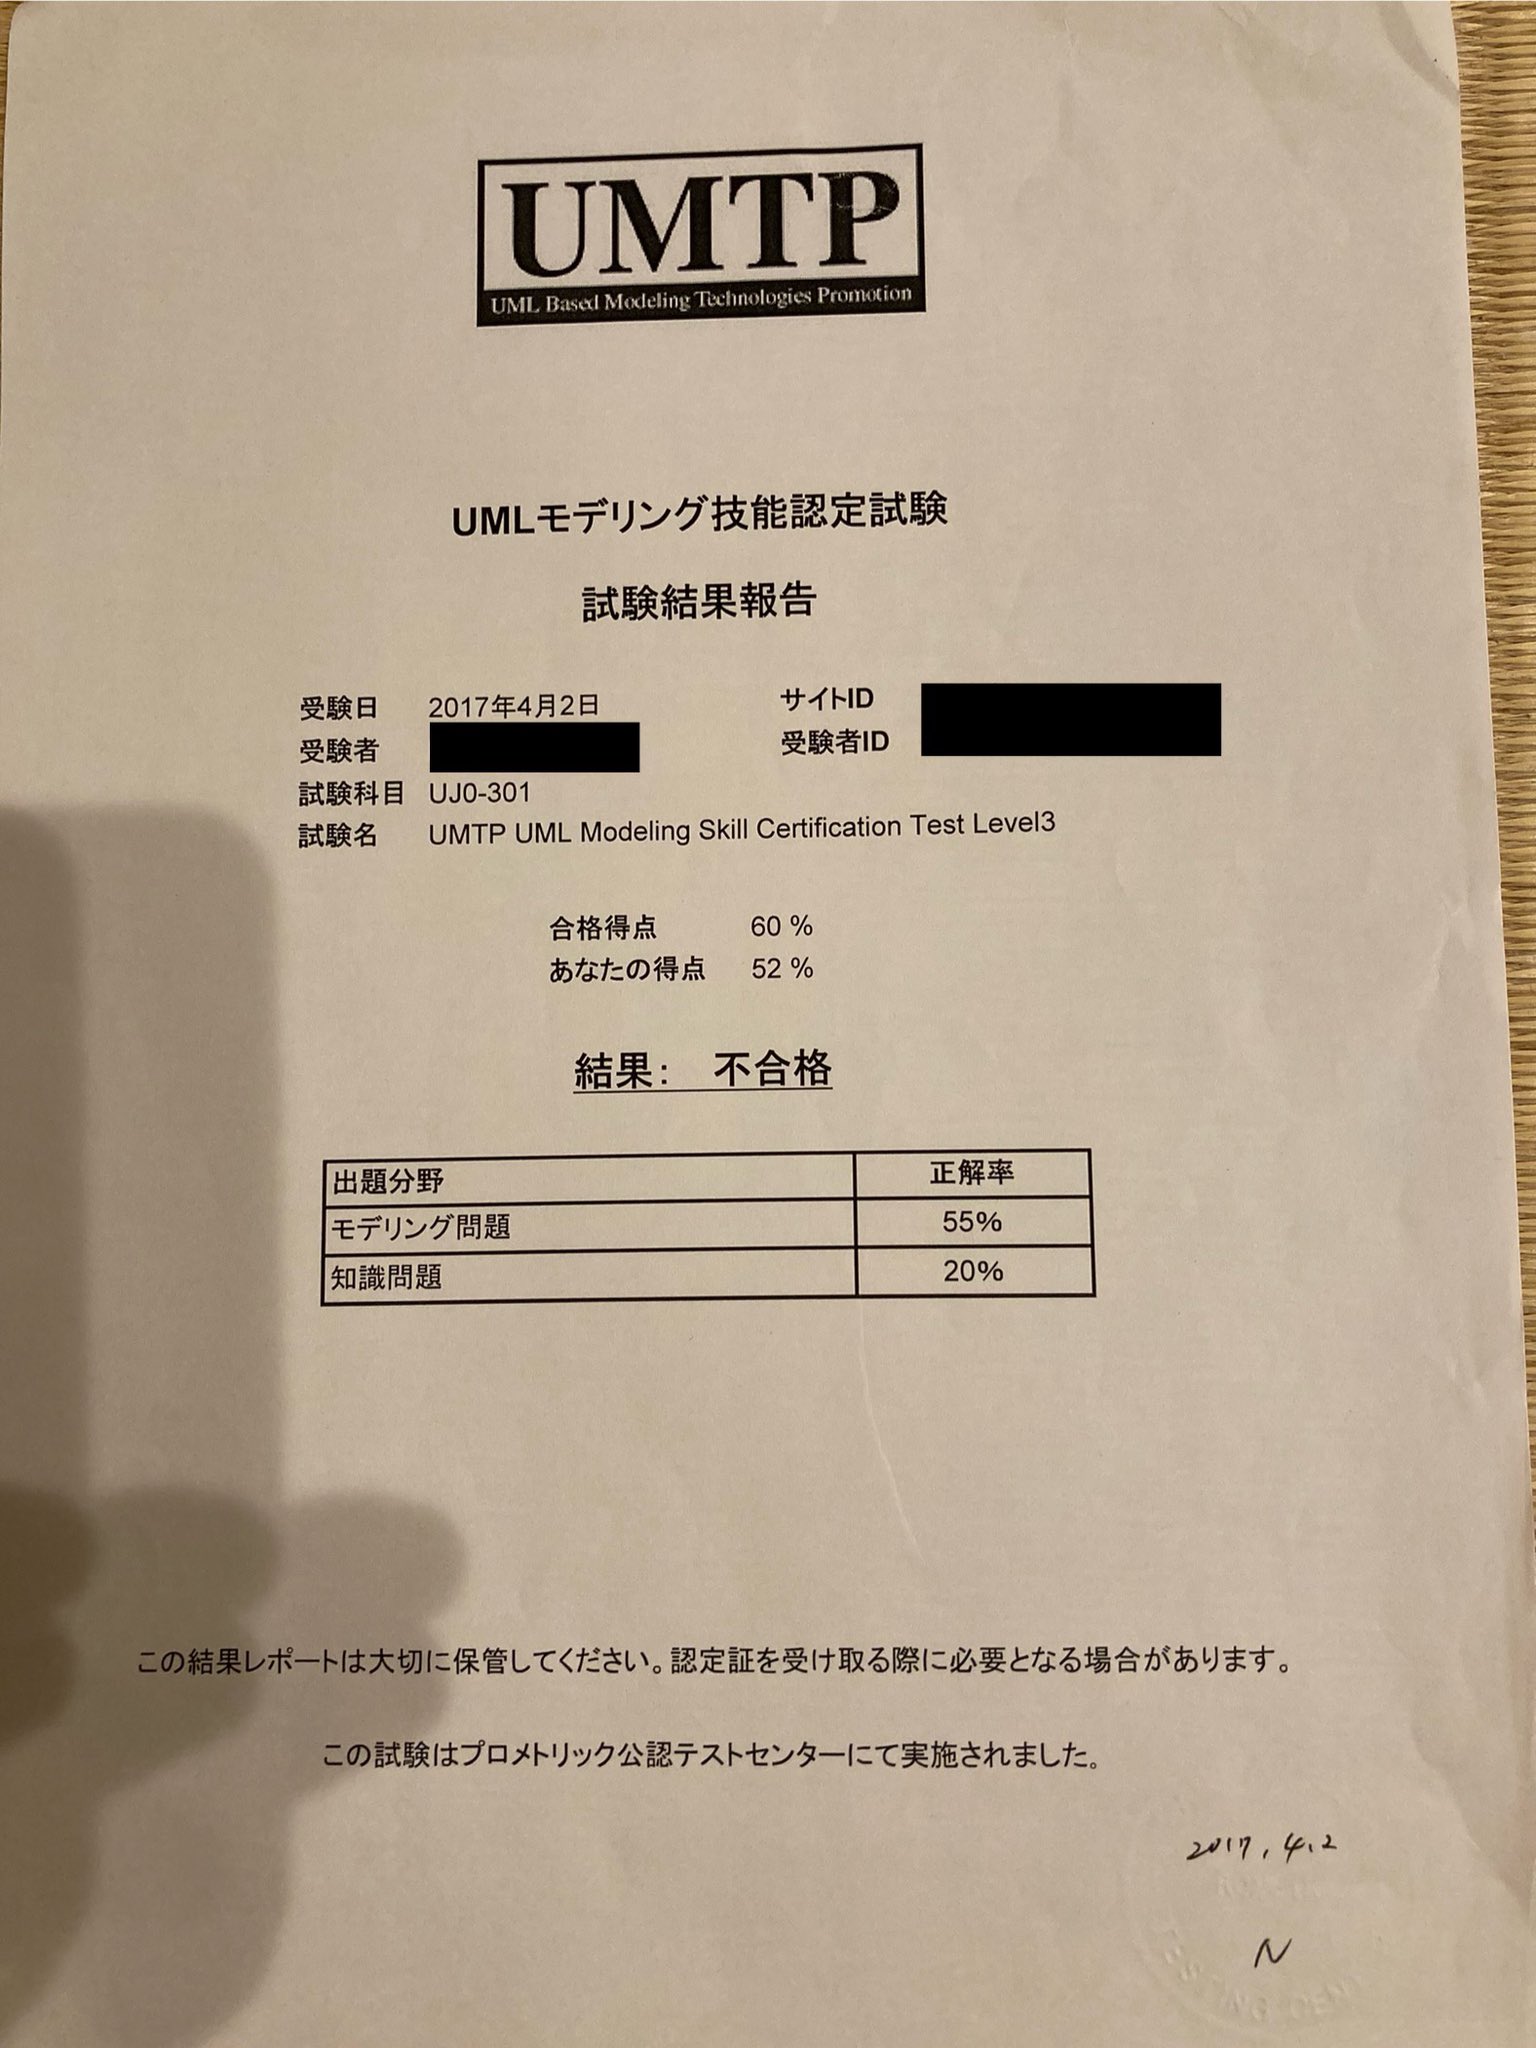 UMTP
UML Based Modeling Technologies Promotion
UMLモデリング技能認定試験
試験結果報告
受験日 2017年4月2日 サイトID
受験者 受験者ID
試験科目 UJ0-301
試験名 UMTP UML Modeling Skill Certification Test Level3
合格得点 60 %
あなたの得点 52 %
結果： 不合格
出題分野 正解率
モデリング問題 55%
知識問題 20%
この結果レポートは大切に保管してください。認定証を受け取る際に必要となる場合があります。
この試験はプロメトリック公認テストセンターにて実施されました。
2017.4.2
N